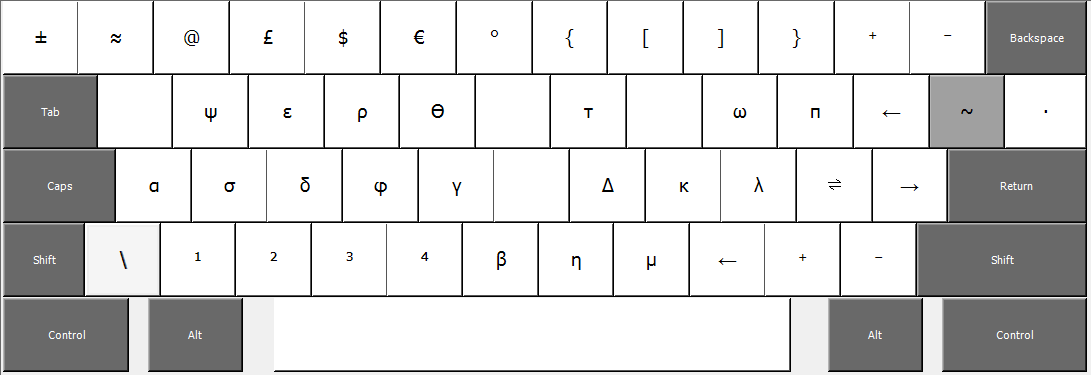 ± ≈ @ £ $ € ° { [ ] } ⁺ ⁻ Backspace
Tab ψ ε ρ θ τ ω π ← ~ ·
Caps α σ δ φ γ Δ κ λ ⇌ → Return
Shift \ ¹ ² ³ ⁴ β η μ ← ⁺ ⁻ Shift
Control Alt Alt Control